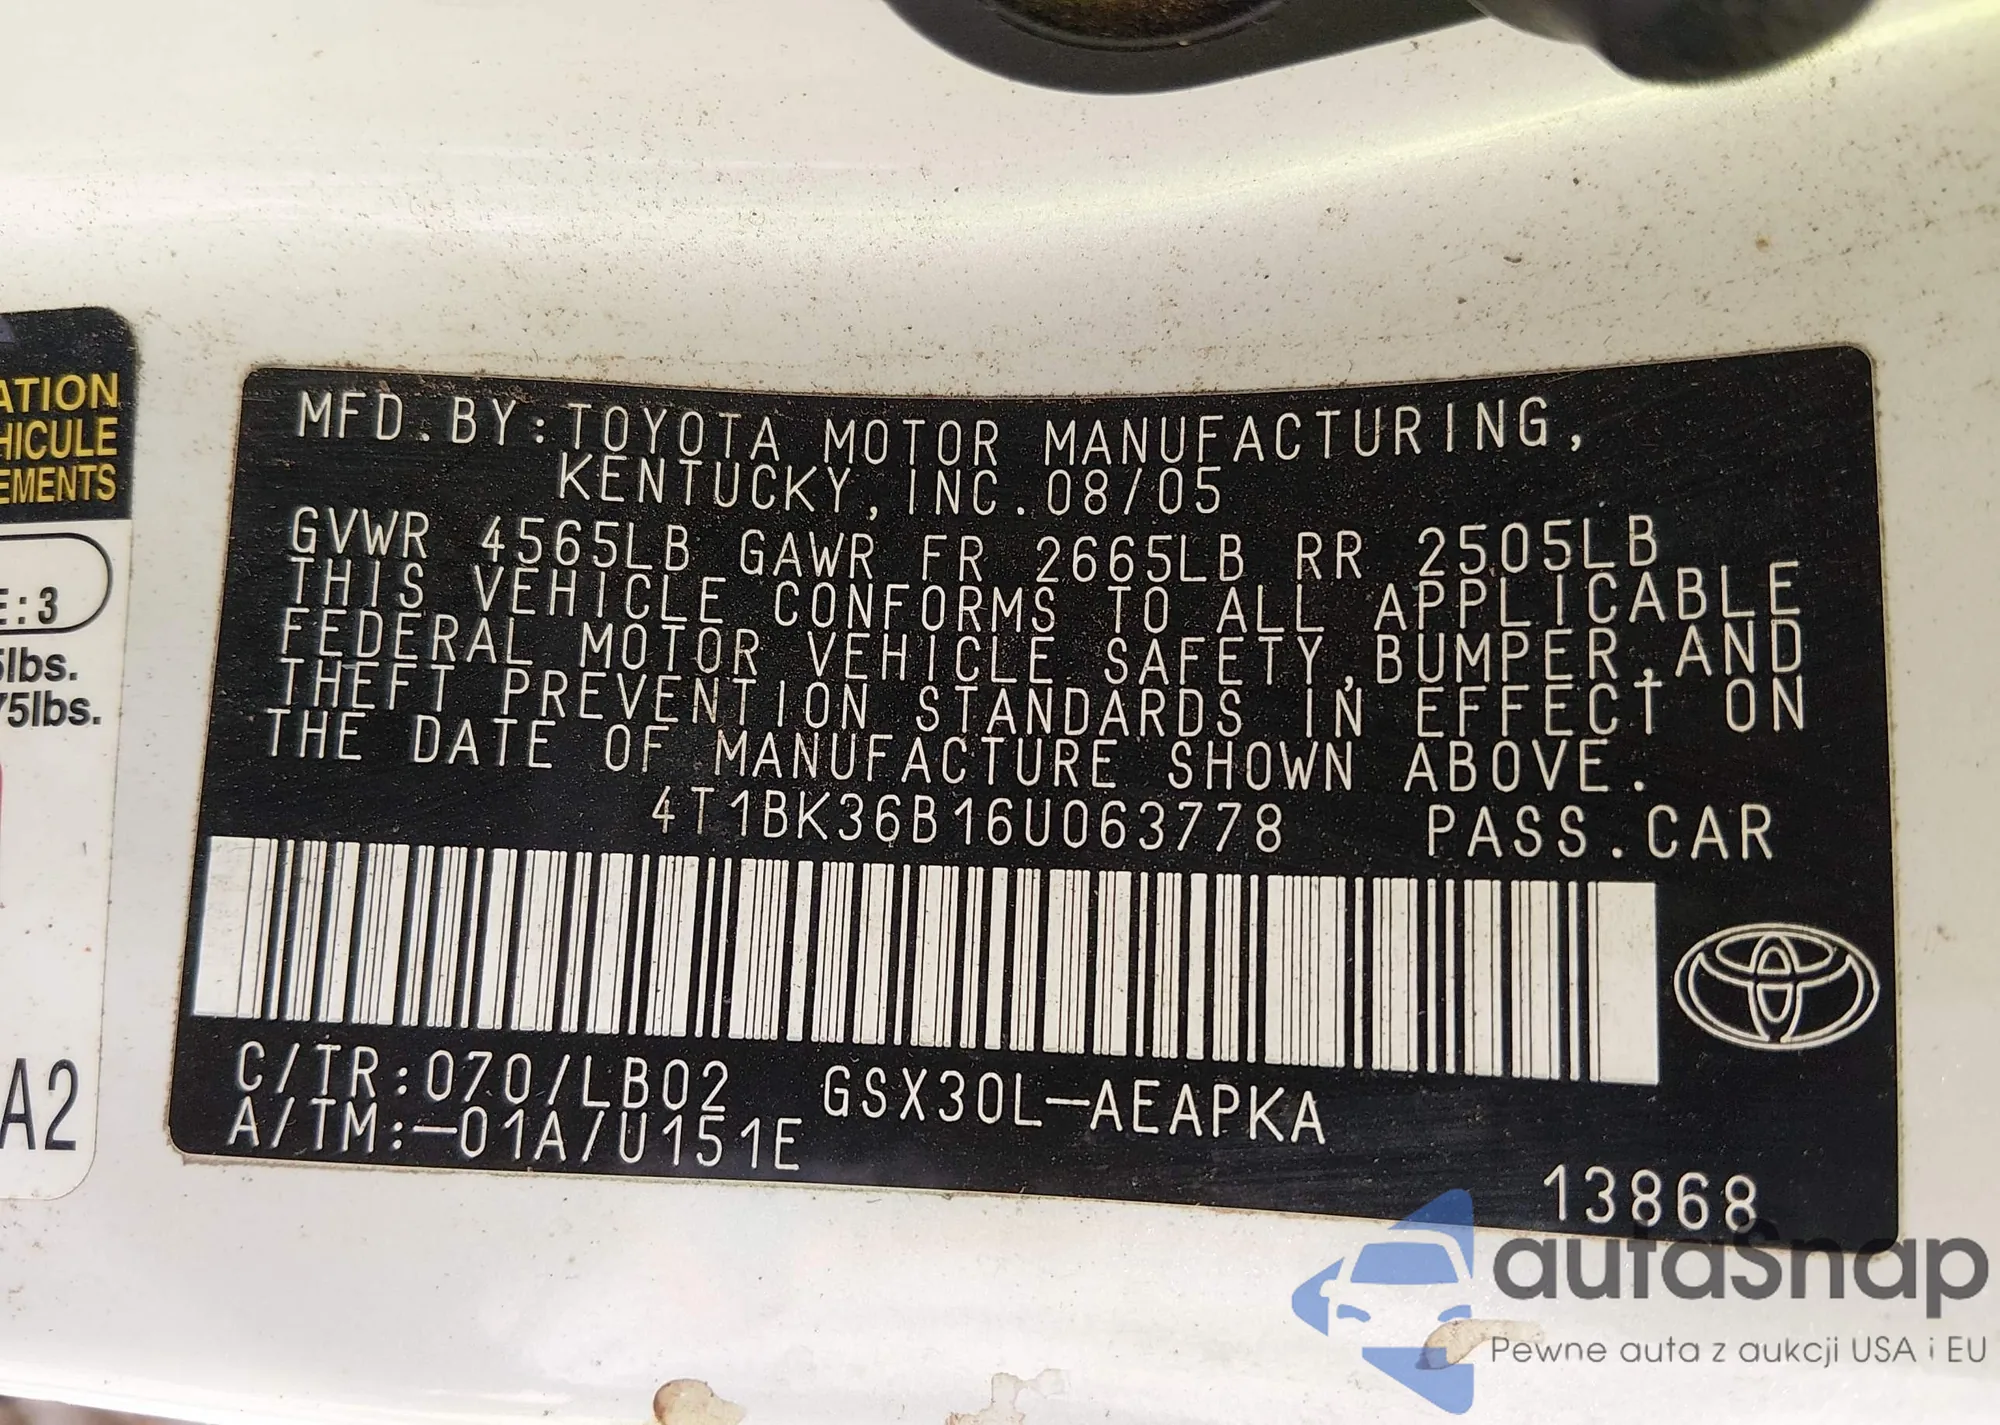 ATION
HICULE
EMENTS
E:3
5lbs.
75lbs.
A2
MFD.BY:TOYOTA MOTOR MANUFACTURING,
KENTUCKY,INC.08/05
GVWR 4565LB GAWR FR 2665LB RR 2505LB
THIS VEHICLE CONFORMS TO ALL APPLICABLE
FEDERAL MOTOR VEHICLE SAFETY,BUMPER,AND
THEFT PREVENTION STANDARDS IN EFFECT ON
THE DATE OF MANUFACTURE SHOWN ABOVE.
4T1BK36B16U063778 PASS.CAR
C/TR:070/LB02 GSX30L-AEAPKA
A/TM:-01A/U151E
13868
autaSnap
Pewne auta z aukcji USA i EU